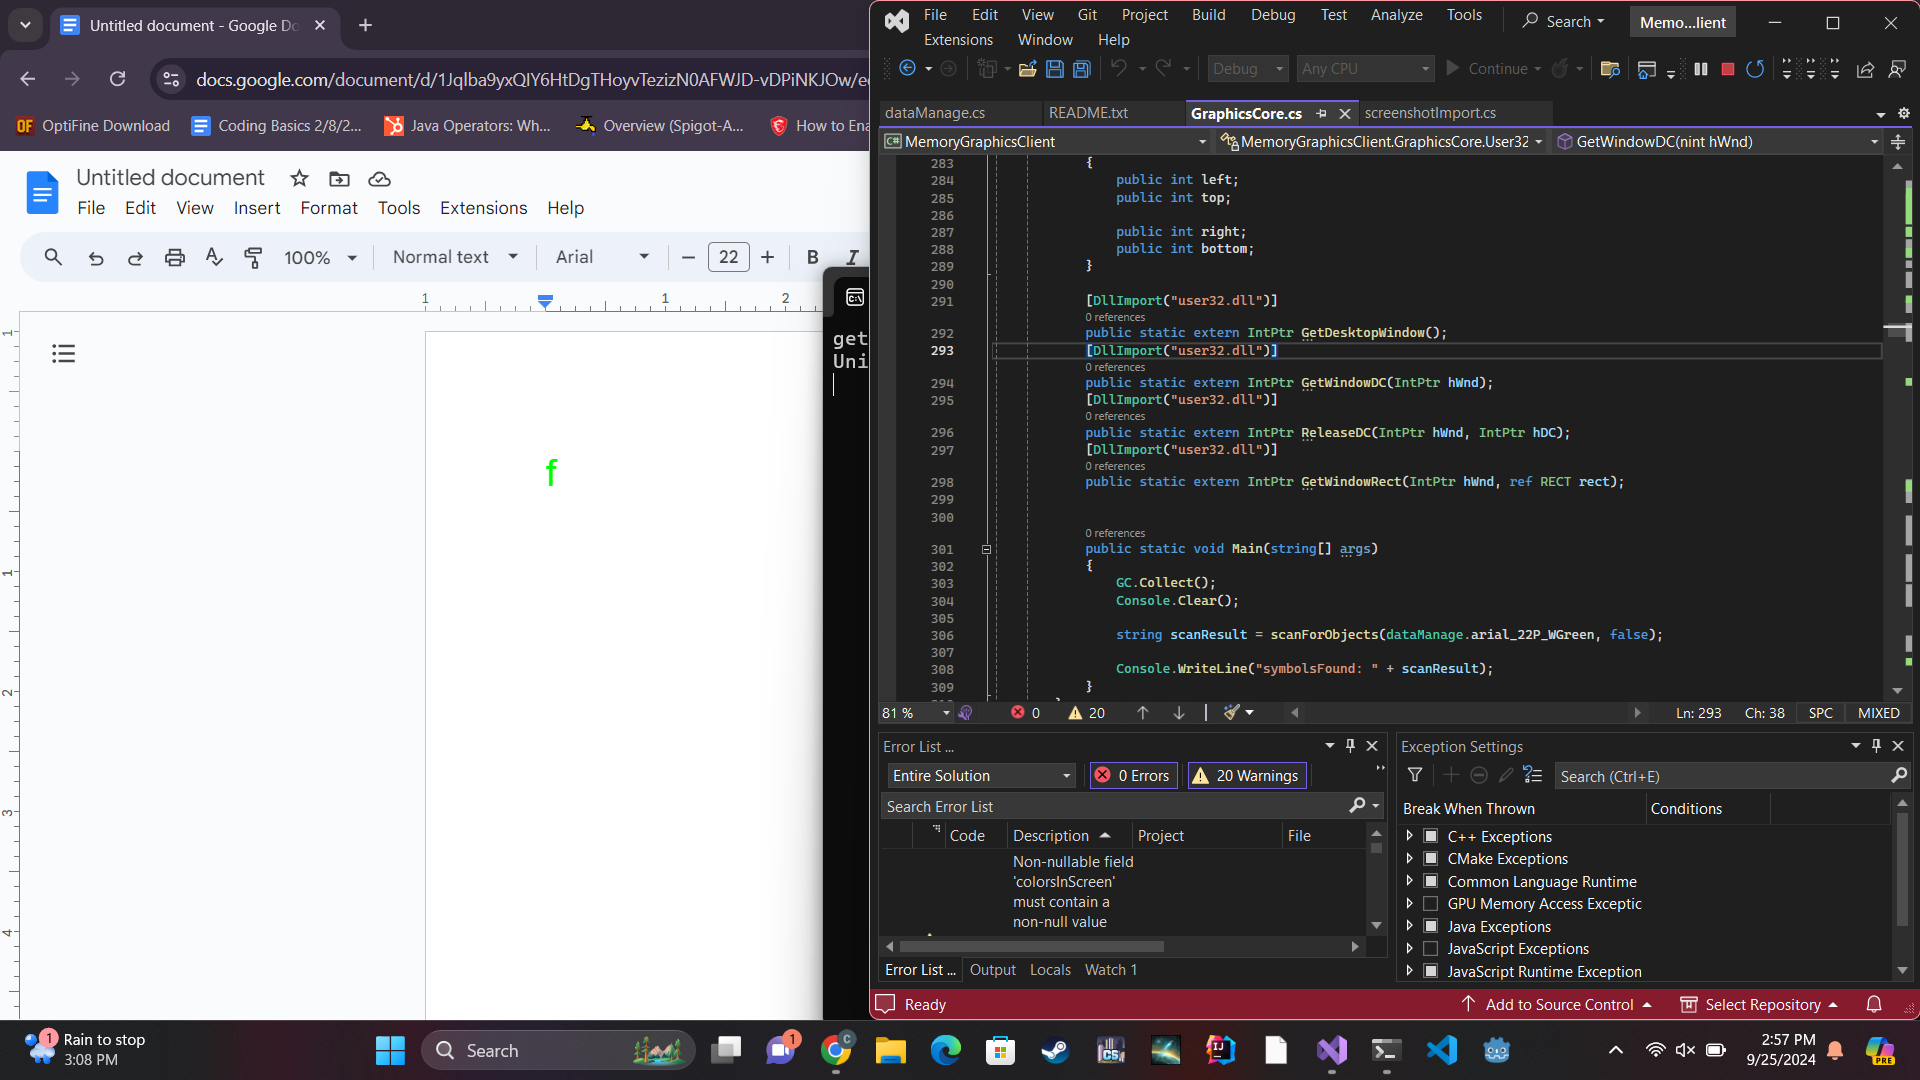 Untitled document - Google Do
docs.google.com/document/d/1Jqlba9yxQlY6HtDgTHoyvTezizN0AFWJD-vDPiNKJOw/e
OptiFine Download
Coding Basics 2/8/2...
Java Operators: Wh...
Overview (Spigot-A...
How to Ena
Untitled document
File Edit View Insert Format Tools Extensions Help
100% Normal text Arial 22 B I
1 1 2
1
1
2
3
4
f
get
Uni
File Edit View Git Project Build Debug Test Analyze Tools Search Memo...lient
Extensions Window Help
Debug Any CPU Continue
dataManage.cs README.txt GraphicsCore.cs screenshotImport.cs
MemoryGraphicsClient MemoryGraphicsClient.GraphicsCore.User32 GetWindowDC(nint hWnd)
283 {
284 public int left;
285 public int top;
286
287 public int right;
288 public int bottom;
289 }
290
291 [DllImport("user32.dll")]
0 references
292 public static extern IntPtr GetDesktopWindow();
293 [DllImport("user32.dll")]
0 references
294 public static extern IntPtr GetWindowDC(IntPtr hWnd);
295 [DllImport("user32.dll")]
0 references
296 public static extern IntPtr ReleaseDC(IntPtr hWnd, IntPtr hDC);
297 [DllImport("user32.dll")]
0 references
298 public static extern IntPtr GetWindowRect(IntPtr hWnd, ref RECT rect);
299
300
0 references
301 public static void Main(string[] args)
302 {
303 GC.Collect();
304 Console.Clear();
305
306 string scanResult = scanForObjects(dataManage.arial_22P_WGreen, false);
307
308 Console.WriteLine("symbolsFound: " + scanResult);
309 }
81 % 0 20 Ln: 293 Ch: 38 SPC MIXED
Error List ...
Entire Solution 0 Errors 20 Warnings
Search Error List
Code Description Project File
Non-nullable field
'colorsInScreen'
must contain a
non-null value
Error List ... Output Locals Watch 1
Exception Settings
Search (Ctrl+E)
Break When Thrown Conditions
C++ Exceptions
CMake Exceptions
Common Language Runtime
GPU Memory Access Exceptic
Java Exceptions
JavaScript Exceptions
JavaScript Runtime Exception
Ready Add to Source Control Select Repository
1 Rain to stop
3:08 PM
Search
1
C
2:57 PM
9/25/2024
PRE